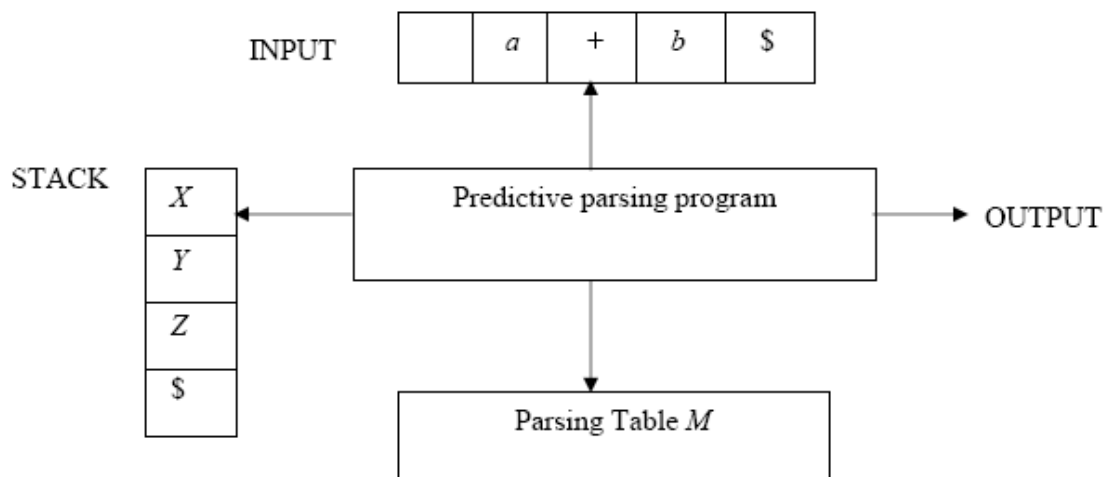 INPUT
a + b $
STACK
X
Y
Z
$
Predictive parsing program
OUTPUT
Parsing Table M